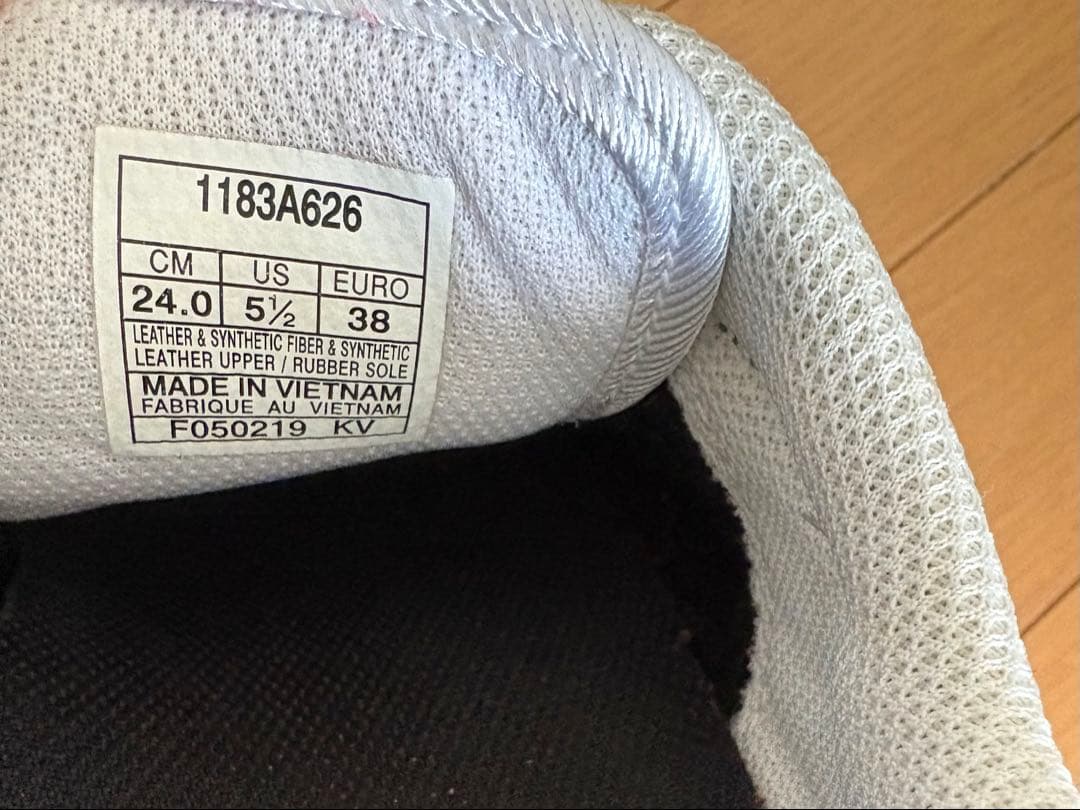 1183A626
CM US EURO
24.0 5½ 38
LEATHER & SYNTHETIC FIBER & SYNTHETIC
LEATHER UPPER / RUBBER SOLE
MADE IN VIETNAM
FABRIQUE AU VIETNAM
F050219 KV